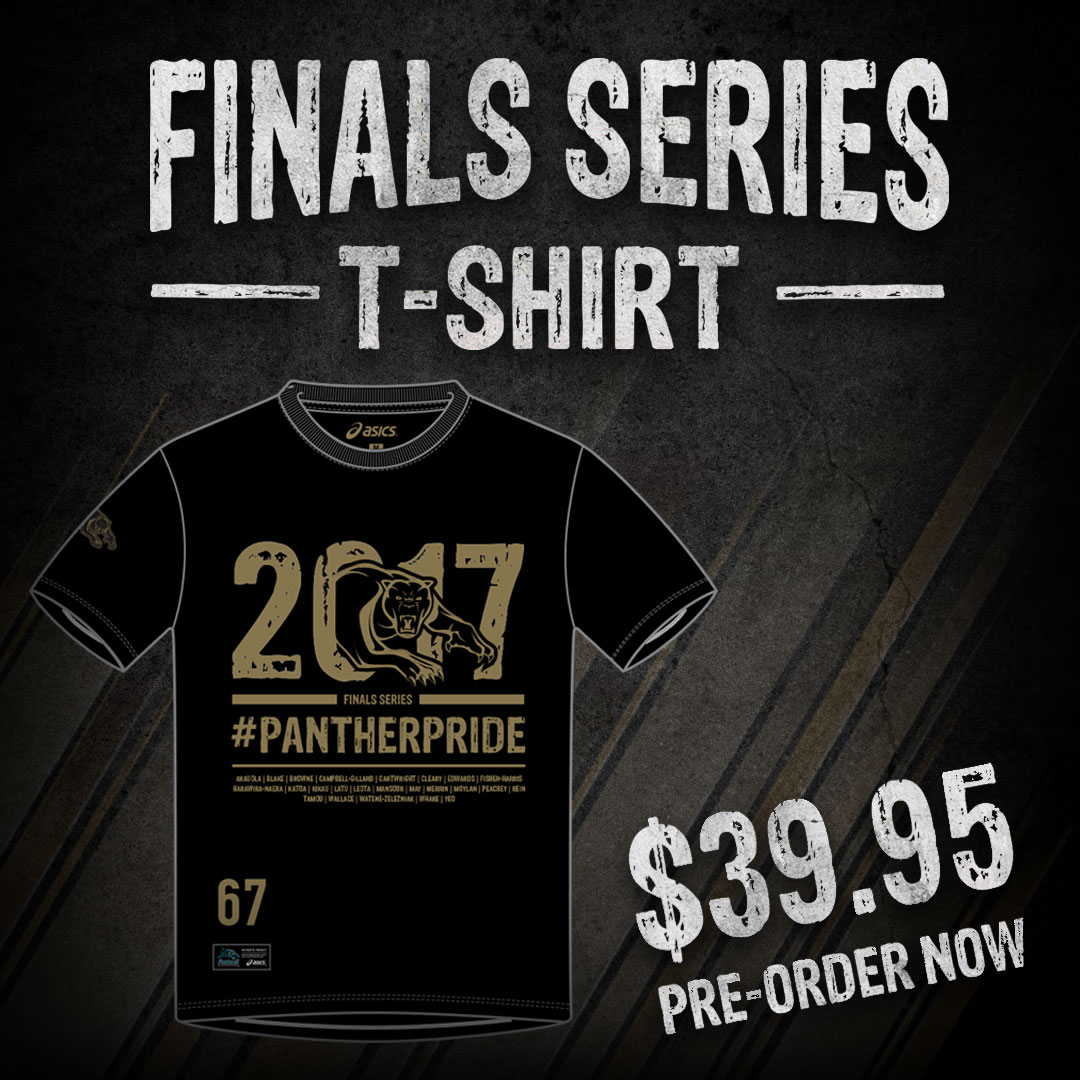 FINALS SERIES
T-SHIRT
asics
M
2017
FINALS SERIES
#PANTHERPRIDE
AKAUOLA | BLAKE | BROWNE | CAMPBELL-GILLARD | CARTWRIGHT | CLEARY | EDWARDS | FISHER-HARRIS
HARAWIRA-NAERA | KATOA | KIKAU | LATU | LEOTA | MANSOUR | MAY | MERRIN | MOYLAN | PEACHEY | REIN
TAMOU | WALLACE | WATENE-ZELEZNIAK | WHARE | YEO
67
asics
$39.95
PRE-ORDER NOW